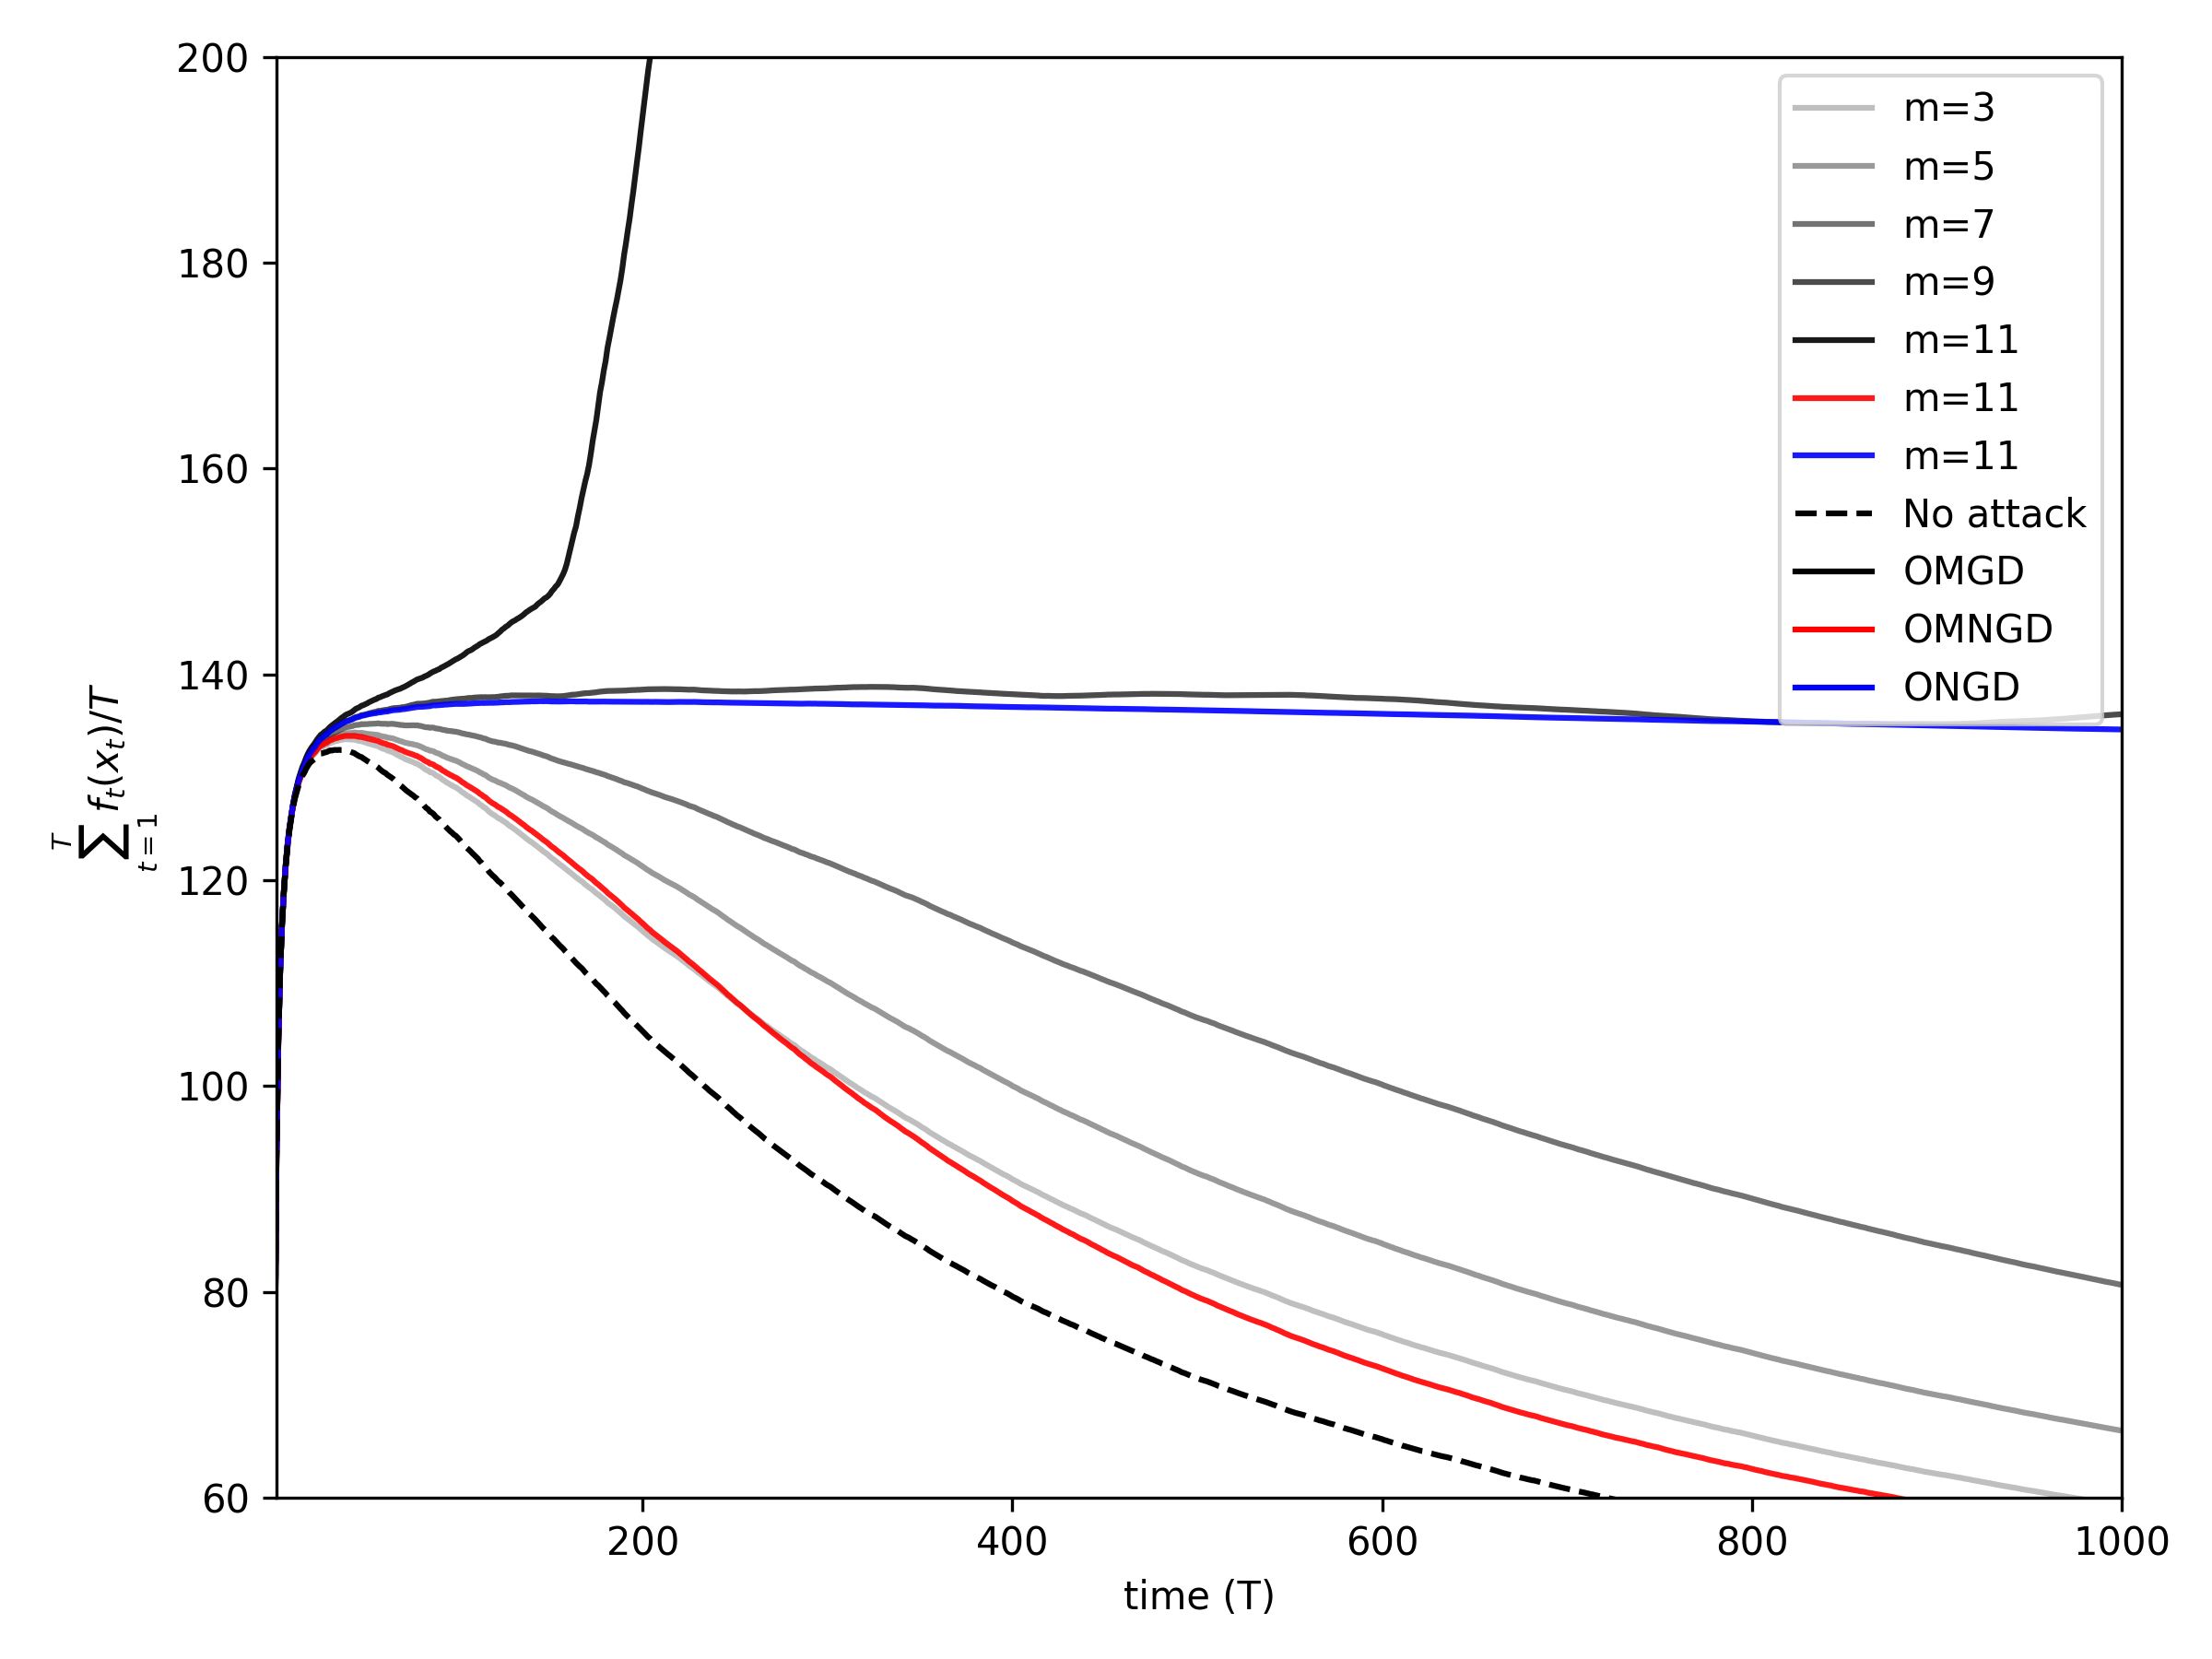 200
180
160
140
120
100
80
60
200 400 600 800 1000
time (T)
$\sum_{t=1}^{T} f_t(x_t)/T$
m=3
m=5
m=7
m=9
m=11
m=11
m=11
No attack
OMGD
OMNGD
ONGD